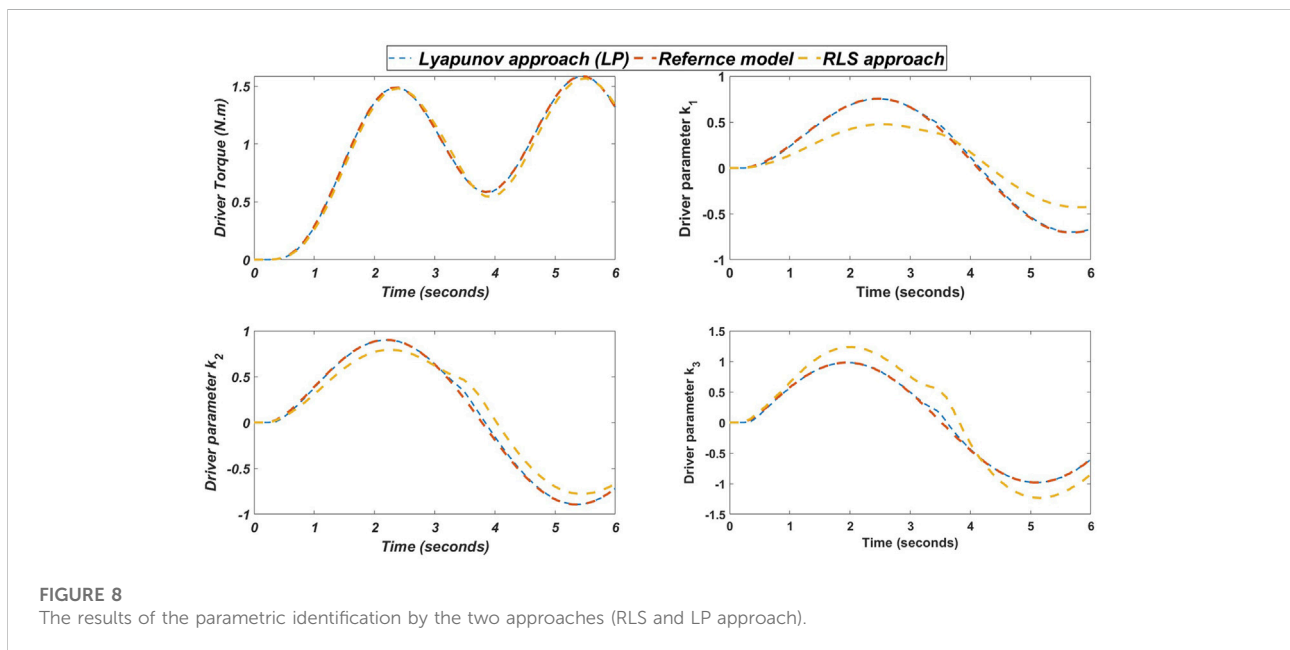 Lyapunov approach (LP) Refernce model RLS approach
Driver Torque (N.m)
1.5
1
0.5
0
0 1 2 3 4 5 6
Time (seconds)
Driver parameter k1
1
0.5
0
-0.5
-1
0 1 2 3 4 5 6
Time (seconds)
Driver parameter k2
1
0.5
0
-0.5
-1
0 1 2 3 4 5 6
Time (seconds)
Driver parameter k3
1.5
1
0.5
0
-0.5
-1
-1.5
0 1 2 3 4 5 6
Time (seconds)
FIGURE 8
The results of the parametric identification by the two approaches (RLS and LP approach).